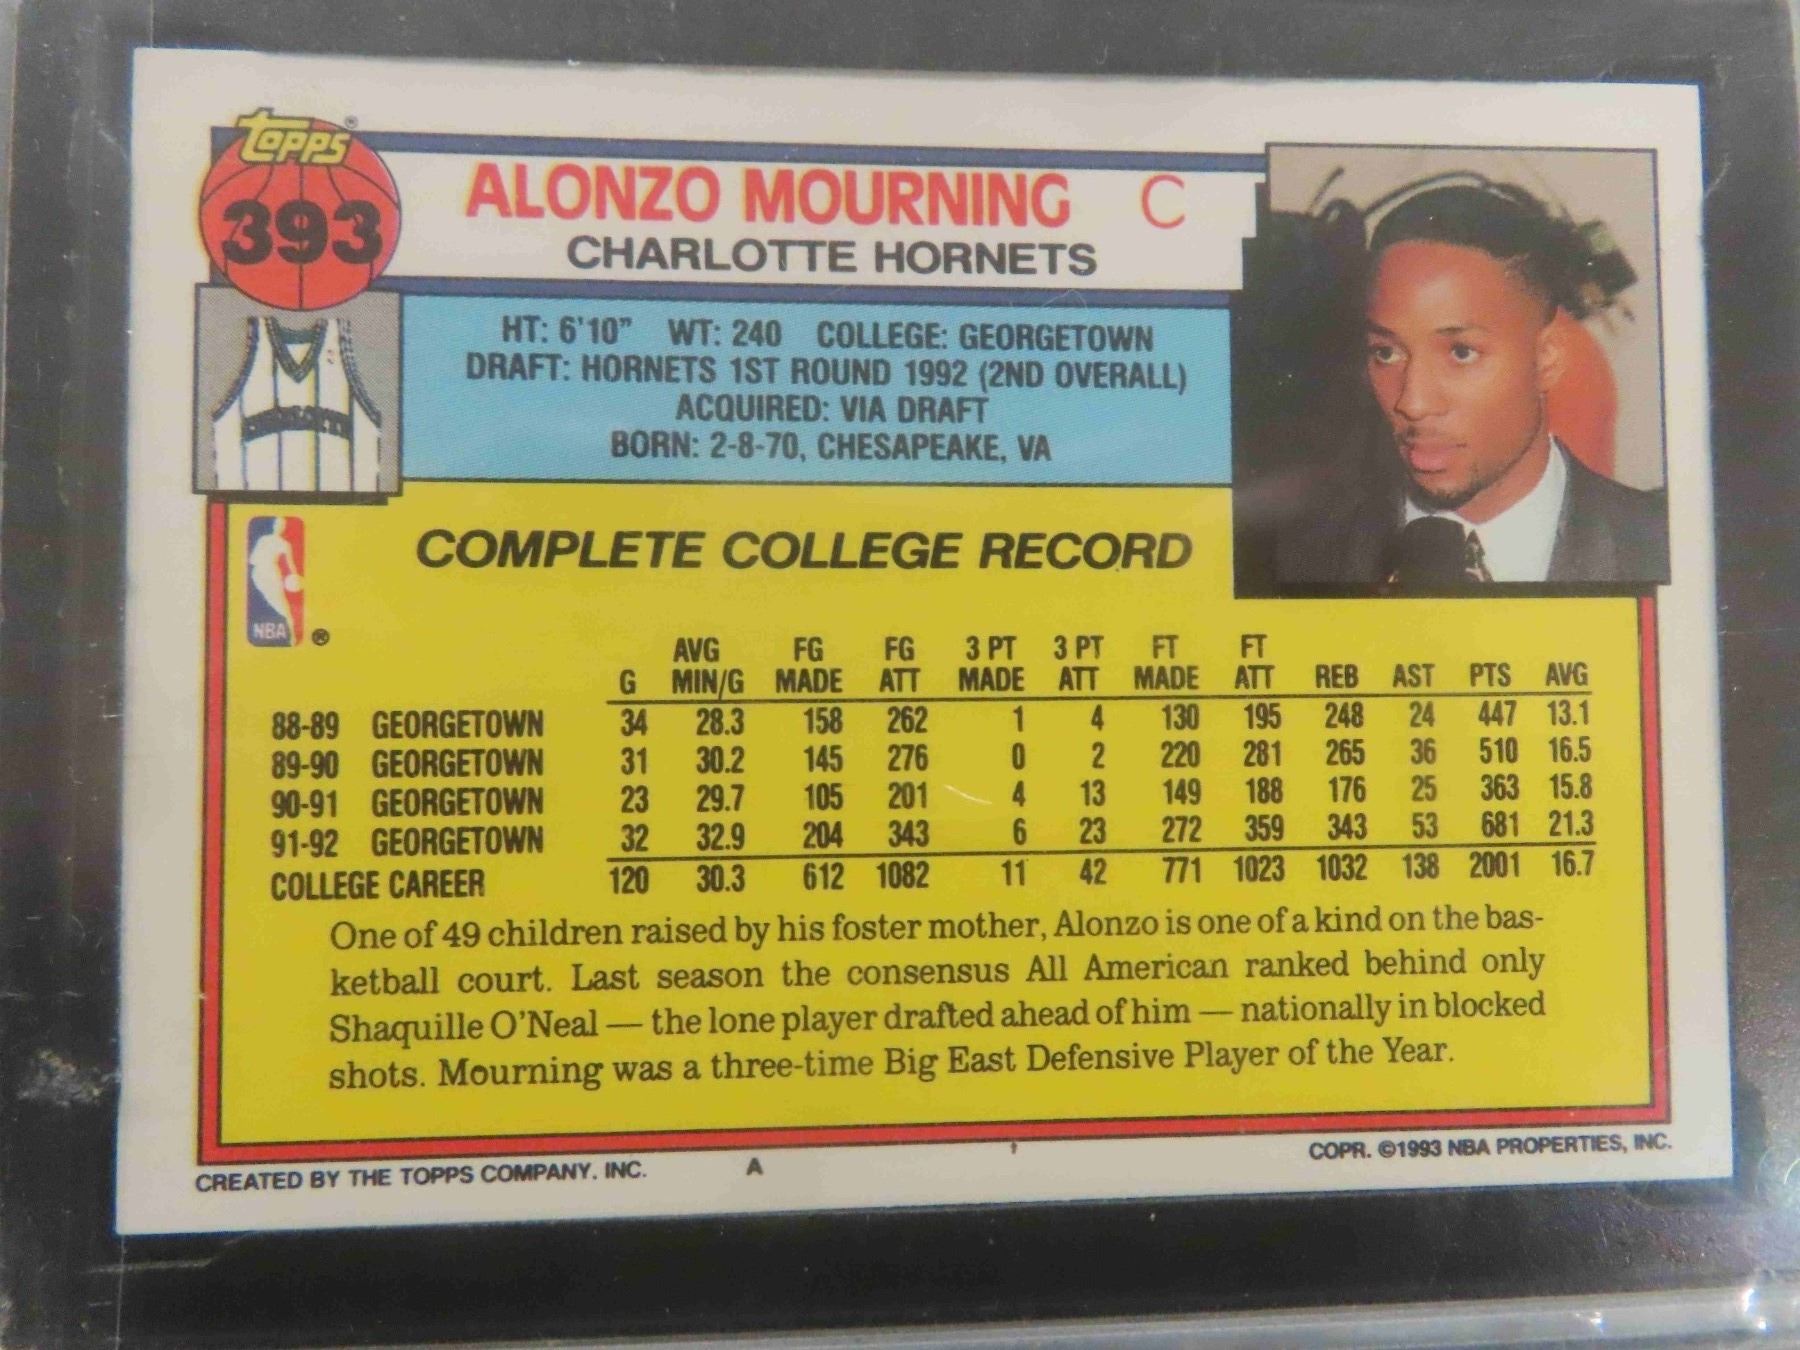 topps®
393
ALONZO MOURNING C
CHARLOTTE HORNETS
HT: 6'10" WT: 240 COLLEGE: GEORGETOWN
DRAFT: HORNETS 1ST ROUND 1992 (2ND OVERALL)
ACQUIRED: VIA DRAFT
BORN: 2-8-70, CHESAPEAKE, VA
CHARLOTTE
NBA ®
COMPLETE COLLEGE RECORD
AVG FG FG 3 PT 3 PT FT FT
G MIN/G MADE ATT MADE ATT MADE ATT REB AST PTS AVG
88-89 GEORGETOWN 34 28.3 158 262 1 4 130 195 248 24 447 13.1
89-90 GEORGETOWN 31 30.2 145 276 0 2 220 281 265 36 510 16.5
90-91 GEORGETOWN 23 29.7 105 201 4 13 149 188 176 25 363 15.8
91-92 GEORGETOWN 32 32.9 204 343 6 23 272 359 343 53 681 21.3
COLLEGE CAREER 120 30.3 612 1082 11 42 771 1023 1032 138 2001 16.7
One of 49 children raised by his foster mother, Alonzo is one of a kind on the bas-
ketball court. Last season the consensus All American ranked behind only
Shaquille O'Neal — the lone player drafted ahead of him — nationally in blocked
shots. Mourning was a three-time Big East Defensive Player of the Year.
CREATED BY THE TOPPS COMPANY. INC. A COPR. ©1993 NBA PROPERTIES, INC.